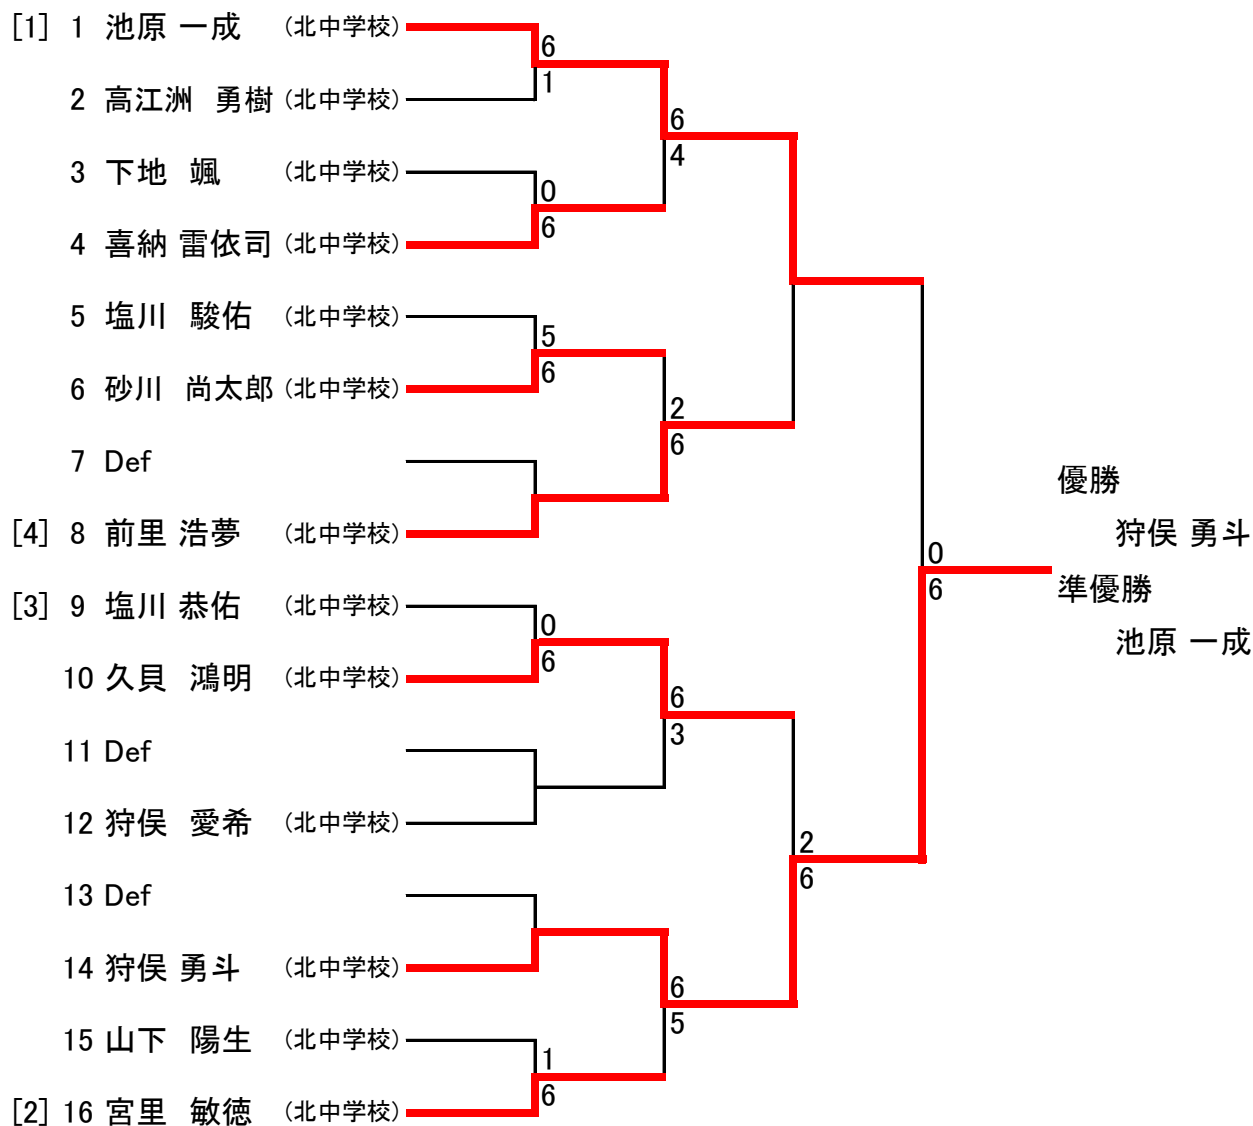 [1] 1 池原 一成 (北中学校)
6
1
2 高江洲 勇樹 (北中学校)
6
4
3 下地 颯 (北中学校)
0
6
4 喜納 雷依司 (北中学校)
5 塩川 駿佑 (北中学校)
5
6
6 砂川 尚太郎 (北中学校)
2
6
7 Def
[4] 8 前里 浩夢 (北中学校)
優勝
狩俣 勇斗
0
6
準優勝
池原 一成
[3] 9 塩川 恭佑 (北中学校)
0
6
10 久貝 鴻明 (北中学校)
6
3
11 Def
12 狩俣 愛希 (北中学校)
2
6
13 Def
14 狩俣 勇斗 (北中学校)
6
5
15 山下 陽生 (北中学校)
1
6
[2] 16 宮里 敏徳 (北中学校)